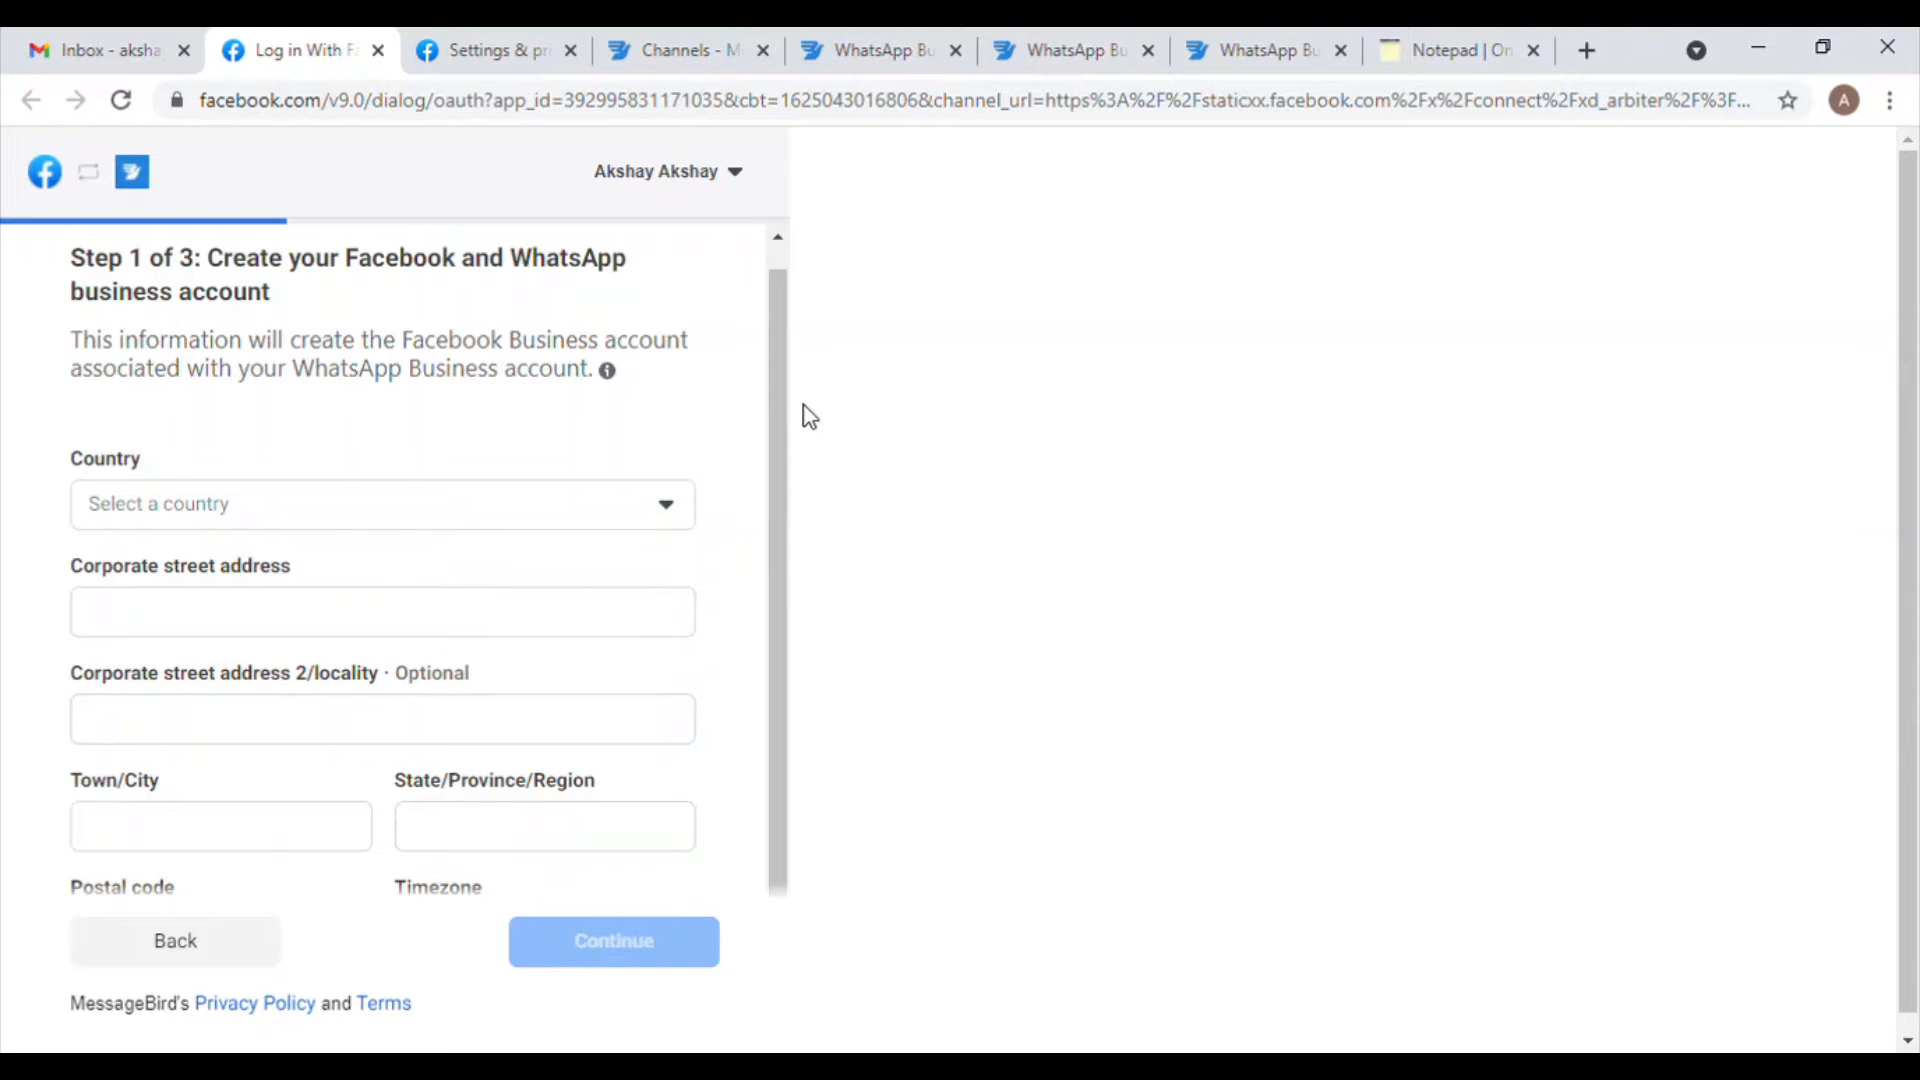 Inbox - aksha
Log in With Fa
Settings & pri
Channels - M
WhatsApp Bu
WhatsApp Bu
WhatsApp Bu
Notepad | On
facebook.com/v9.0/dialog/oauth?app_id=392995831171035&cbt=1625043016806&channel_url=https%3A%2F%2Fstaticxx.facebook.com%2Fx%2Fconnect%2Fxd_arbiter%2F%3F...
A
Akshay Akshay
Step 1 of 3: Create your Facebook and WhatsApp
business account
This information will create the Facebook Business account
associated with your WhatsApp Business account.
Country
Select a country
Corporate street address
Corporate street address 2/locality · Optional
Town/City
State/Province/Region
Postal code
Timezone
Back
Continue
MessageBird's Privacy Policy and Terms